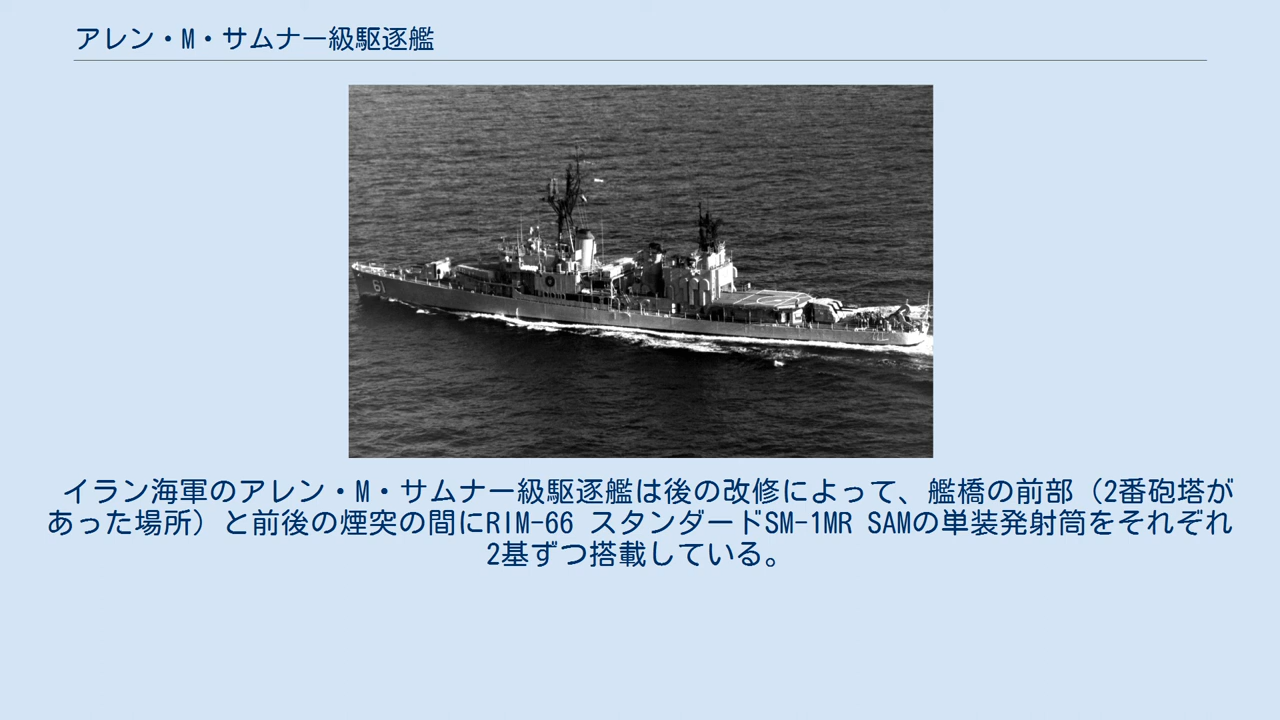 アレン・M・サムナー級駆逐艦
61
イラン海軍のアレン・M・サムナー級駆逐艦は後の改修によって、艦橋の前部（2番砲塔が
あった場所）と前後の煙突の間にRIM-66 スタンダードSM-1MR SAMの単装発射筒をそれぞれ
2基ずつ搭載している。